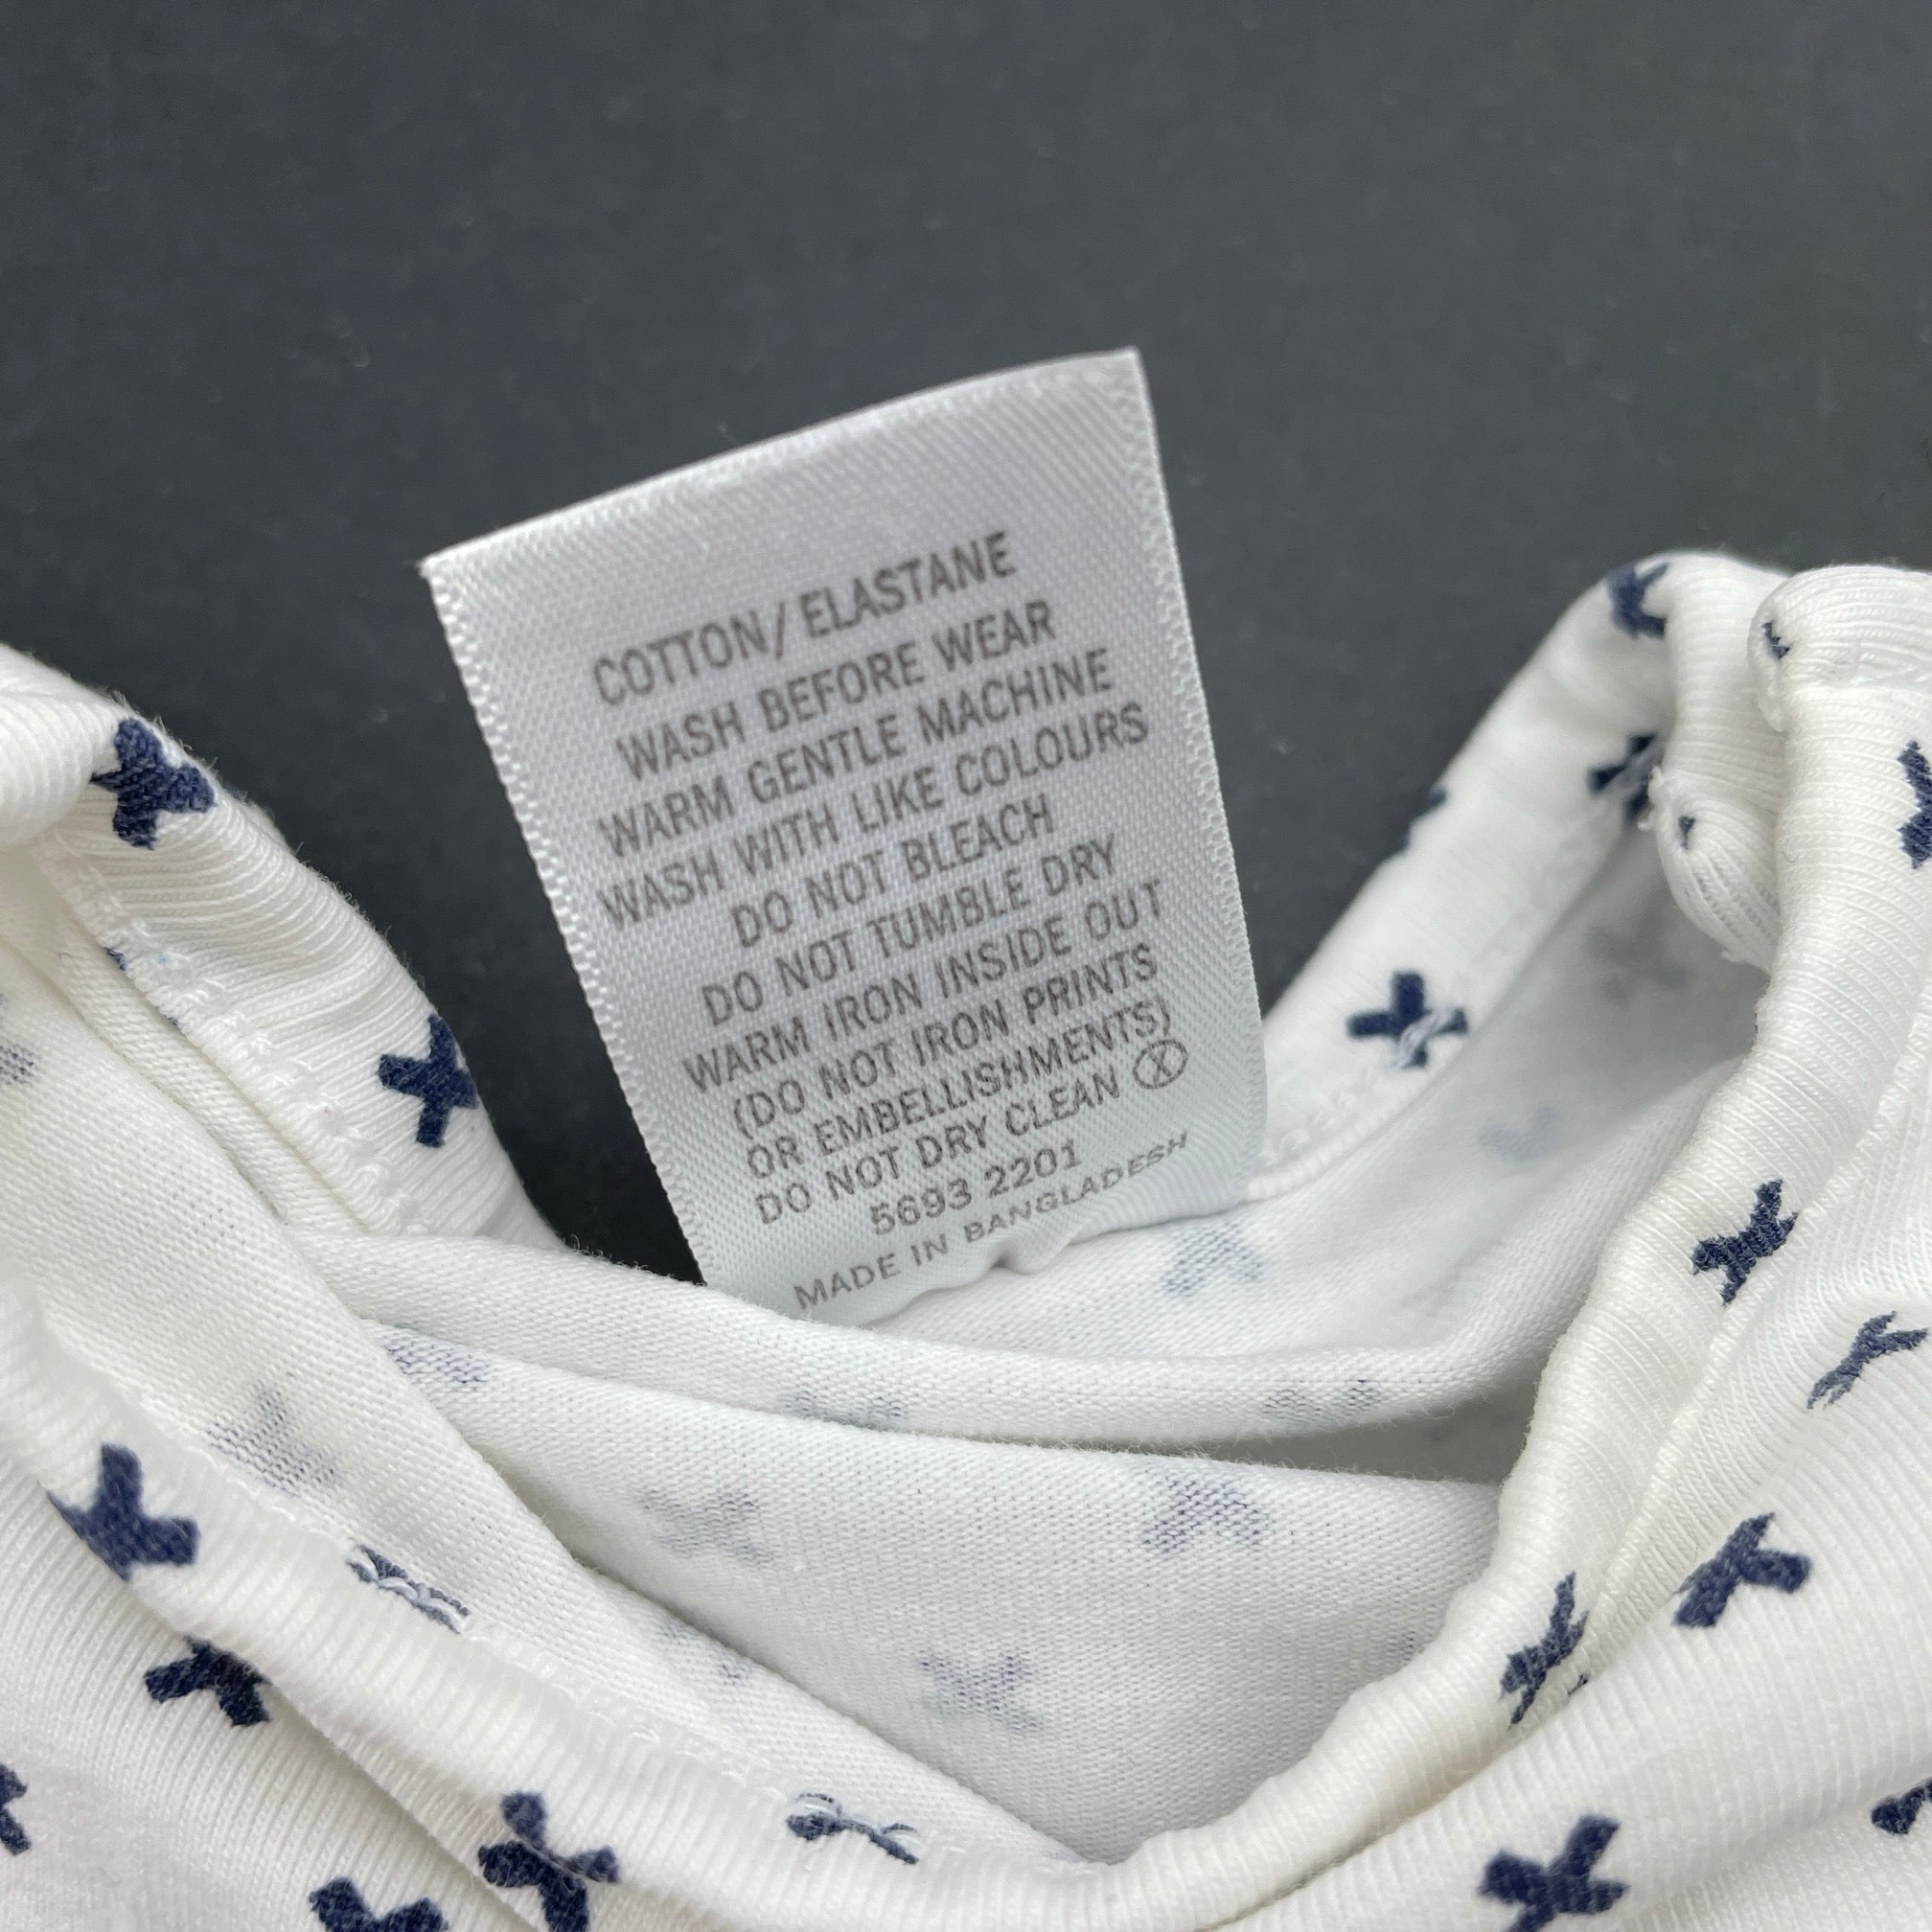 COTTON/ELASTANE
WASH BEFORE WEAR
WARM GENTLE MACHINE
WASH WITH LIKE COLOURS
DO NOT BLEACH
DO NOT TUMBLE DRY
WARM IRON INSIDE OUT
(DO NOT IRON PRINTS
OR EMBELLISHMENTS)
DO NOT DRY CLEAN
5693 2201
MADE IN BANGLADESH